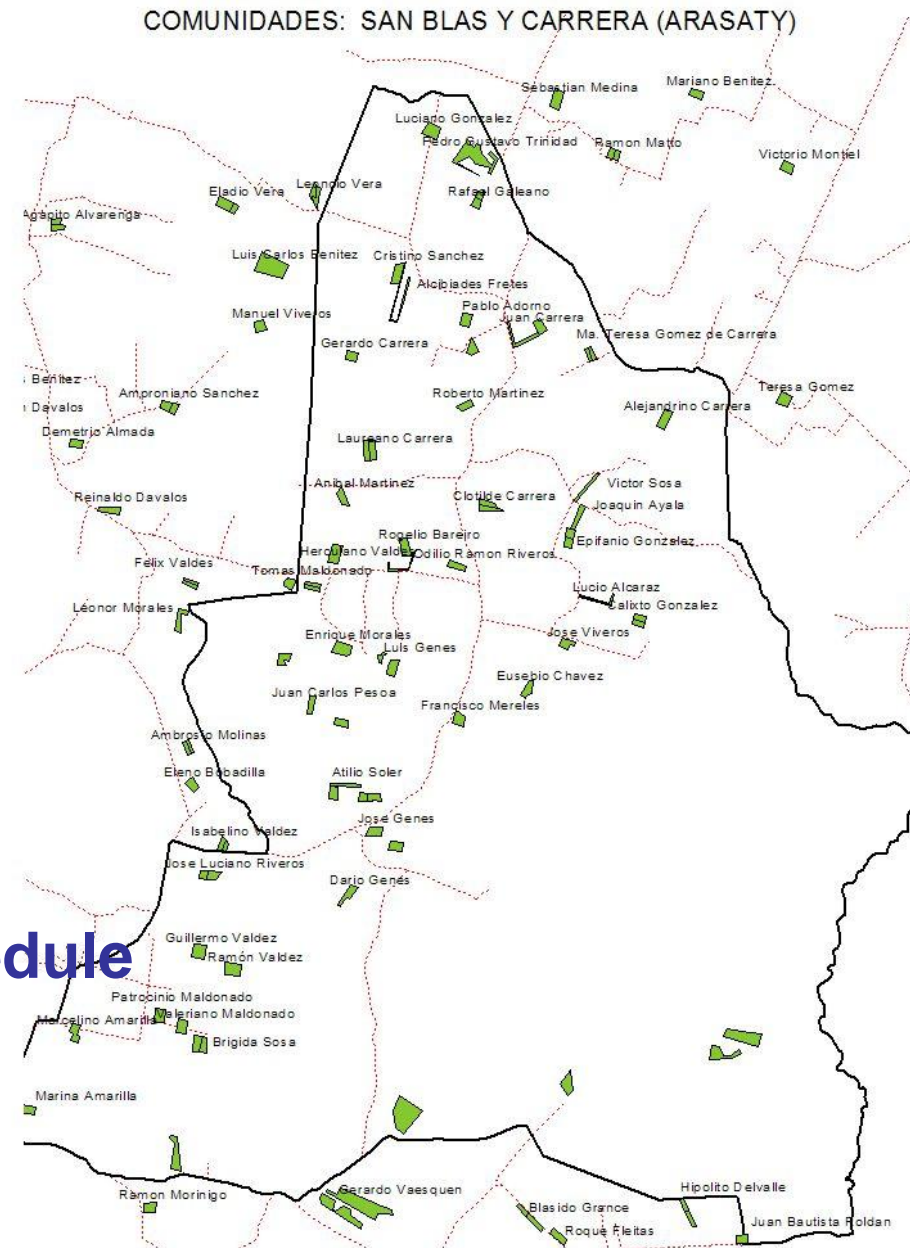 COMUNIDADES: SAN BLAS Y CARRERA (ARASATY)
Sebastian Medina
Mariano Benitez
Luciano Gonzalez
Pedro Gustavo Trinidad
Ramon Matto
Victorio Montiel
Eladio Vera
Leoncio Vera
Rafael Galeano
Agapito Alvarenga
Luis Carlos Benitez
Cristino Sanchez
Alcibiades Fretes
Manuel Viveros
Pablo Adorno
Juan Carrera
Gerardo Carrera
Ma. Teresa Gomez de Carrera
Benitez
Davalos
Amproniano Sanchez
Roberto Martinez
Alejandrino Carrera
Teresa Gomez
Demetrio Almada
Laureano Carrera
Reinaldo Davalos
Anibal Martinez
Clotilde Carrera
Victor Sosa
Joaquin Ayala
Rogelio Bareiro
Epifanio Gonzalez
Felix Valdes
Herculano Valdes
Odilio Ramon Riveros
Tomas Maldonado
Leonor Morales
Lucio Alcaraz
Calixto Gonzalez
Enrique Morales
Luis Genes
Jose Viveros
Juan Carlos Pesoa
Eusebio Chavez
Francisco Mereles
Ambrosio Molinas
Eleno Bobadilla
Atilio Soler
Isabelino Valdez
Jose Genes
Jose Luciano Riveros
Dario Genes
Guillermo Valdez
dule
Ramón Valdez
Patrocinio Maldonado
Marcelino Amarilla
Valeriano Maldonado
Brigida Sosa
Marina Amarilla
Ramon Morinigo
Gerardo Vaesquen
Blasido Grance
Hipolito Delvalle
Roque Fleitas
Juan Bautista Roldan